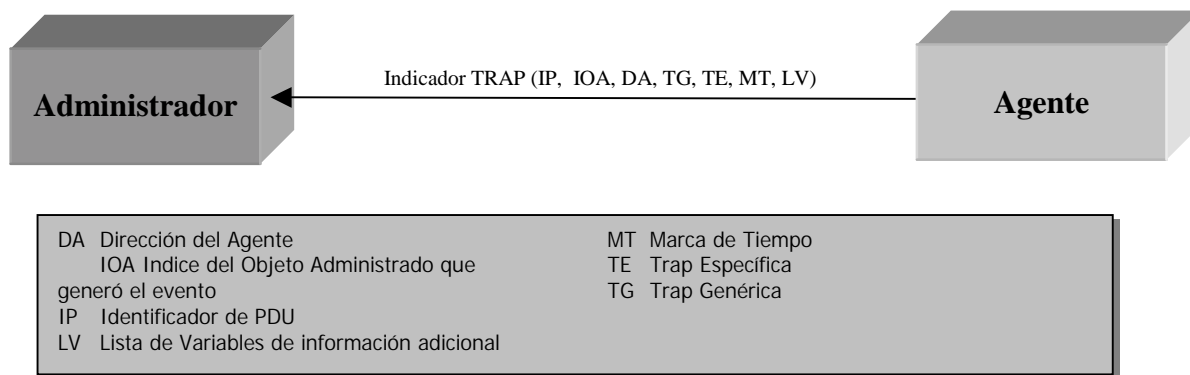 Indicador TRAP (IP, IOA, DA, TG, TE, MT, LV)
Administrador
Agente
DA Dirección del Agente
IOA Indice del Objeto Administrado que
generó el evento
IP Identificador de PDU
LV Lista de Variables de información adicional
MT Marca de Tiempo
TE Trap Específica
TG Trap Genérica